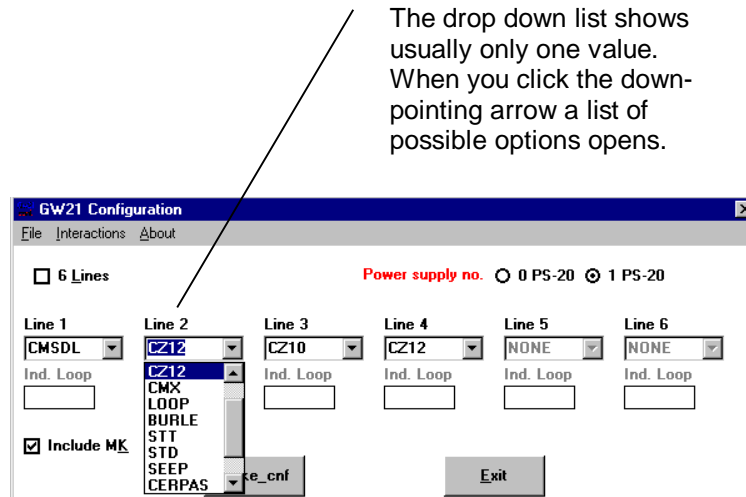 The drop down list shows
usually only one value.
When you click the down-
pointing arrow a list of
possible options opens.
GW21 Configuration
File Interactions About
6 Lines
Power supply no. 0 PS-20 1 PS-20
Line 1 Line 2 Line 3 Line 4 Line 5 Line 6
CMSDL CZ12 CZ10 CZ12 NONE NONE
Ind. Loop Ind. Loop Ind. Loop Ind. Loop Ind. Loop
CZ12
CMX
LOOP
BURLE
STT
STD
SEEP
CERPAS
Include MK
ke_cnf
Exit